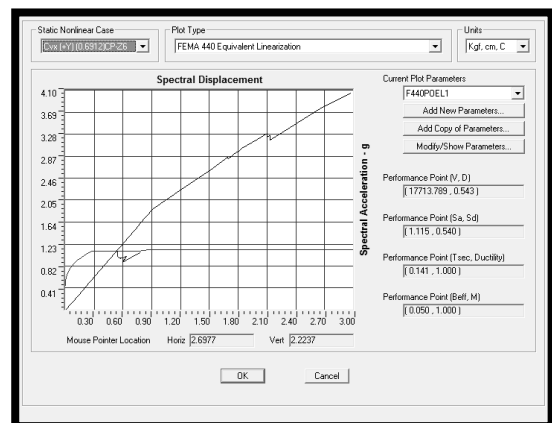 Static Nonlinear Case
Cvx (+Y) (0.6912)CP-Z6
Plot Type
FEMA 440 Equivalent Linearization
Units
Kgf, cm, C
Spectral Displacement
4.10
3.69
3.28
2.87
2.46
2.05
1.64
1.23
0.82
0.41
0.30 0.60 0.90 1.20 1.50 1.80 2.10 2.40 2.70 3.00
Spectral Acceleration - g
Mouse Pointer Location Horiz 2.6977 Vert 2.2237
Current Plot Parameters
F440POEL1
Add New Parameters...
Add Copy of Parameters...
Modify/Show Parameters...
Performance Point (V, D)
( 17713.789 , 0.543 )
Performance Point (Sa, Sd)
( 1.115 , 0.540 )
Performance Point (Tsec, Ductility)
( 0.141 , 1.000 )
Performance Point (Beff, M)
( 0.050 , 1.000 )
OK
Cancel